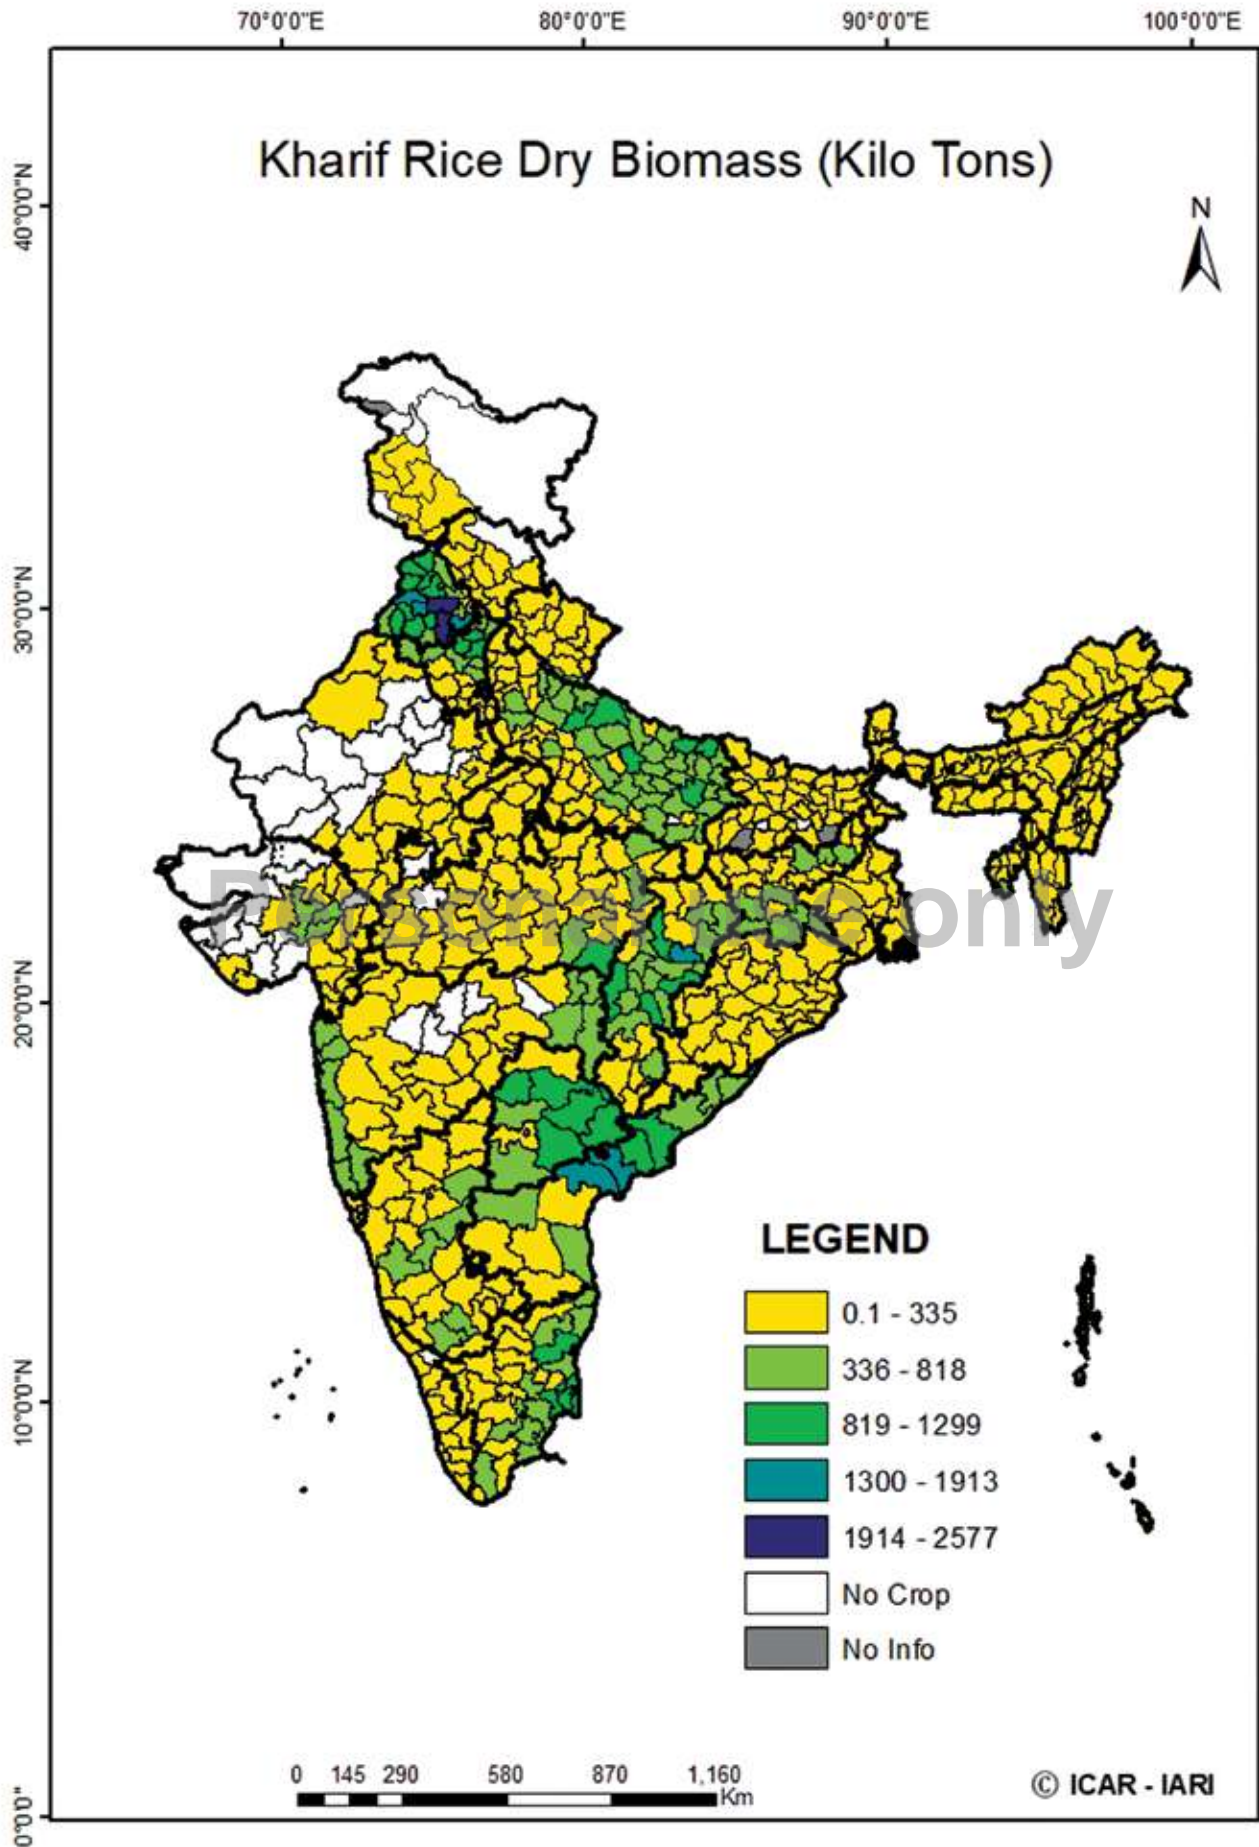 70°0'0"E 80°0'0"E 90°0'0"E 100°0'0"E
Kharif Rice Dry Biomass (Kilo Tons)
N
40°0'0"N
30°0'0"N
20°0'0"N
10°0'0"N
0°0'0"
Personal use only
LEGEND
0.1 - 335
336 - 818
819 - 1299
1300 - 1913
1914 - 2577
No Crop
No Info
0 145 290 580 870 1,160
Km
© ICAR - IARI